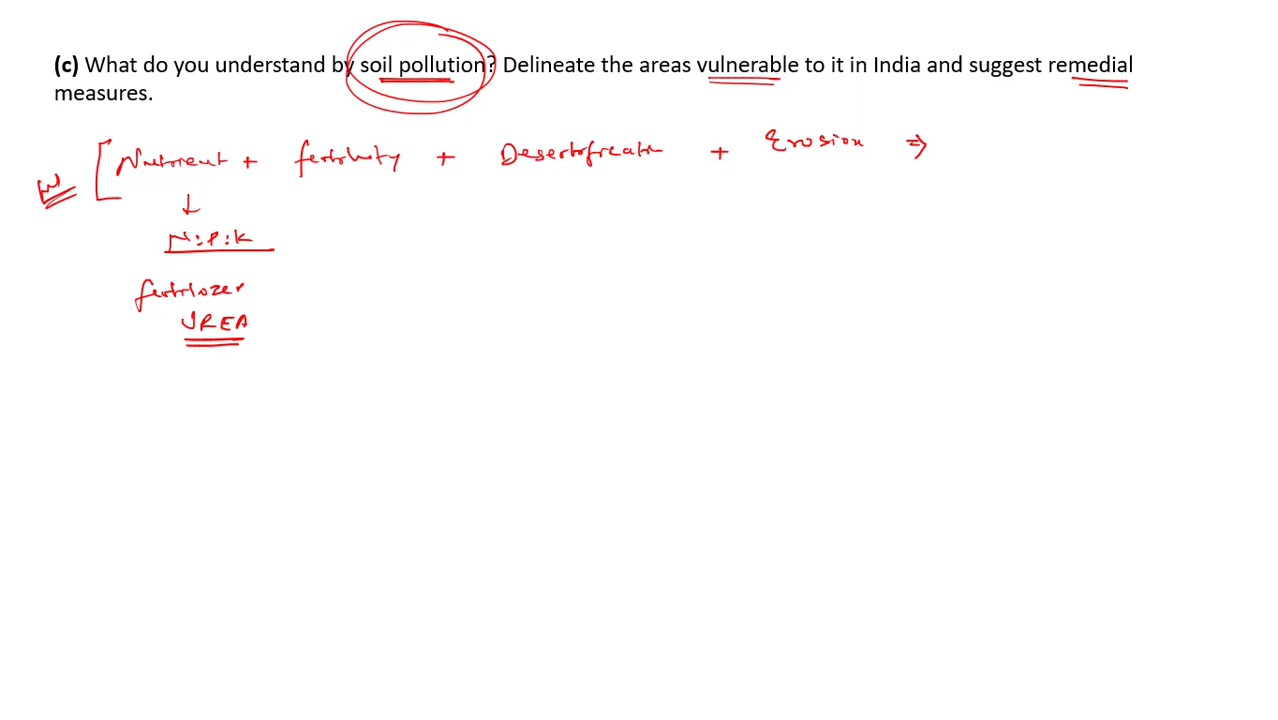 (c) What do you understand by soil pollution? Delineate the areas vulnerable to it in India and suggest remedial
measures.
Nutrient + fertility + Desertification + Erosion ⇒
N:P:K
fertilizer
UREA